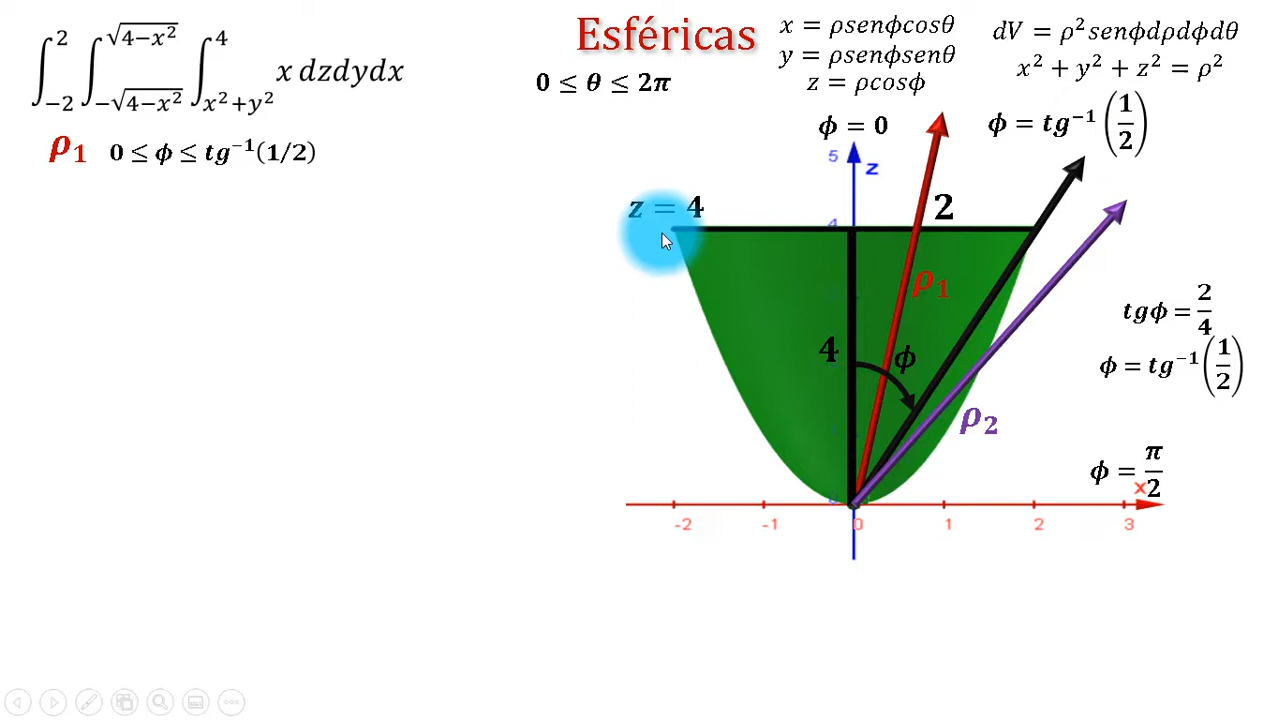 Esféricas
∫_{-2}^{2} ∫_{-√(4−x²)}^{√(4−x²)} ∫_{x²+y²}^{4} x dzdydx
x = ρsenϕcosθ
y = ρsenϕsenθ
z = ρcosϕ
dV = ρ²senϕdρdϕdθ
x² + y² + z² = ρ²
0 ≤ θ ≤ 2π
ρ₁ 0 ≤ ϕ ≤ tg⁻¹(1/2)
ϕ = 0
ϕ = tg⁻¹(1/2)
5
z
z = 4
4
2
ρ₁
4
ϕ
ρ₂
tgϕ = 2/4
ϕ = tg⁻¹(1/2)
ϕ = π/2
x
-2 -1 0 1 2 3